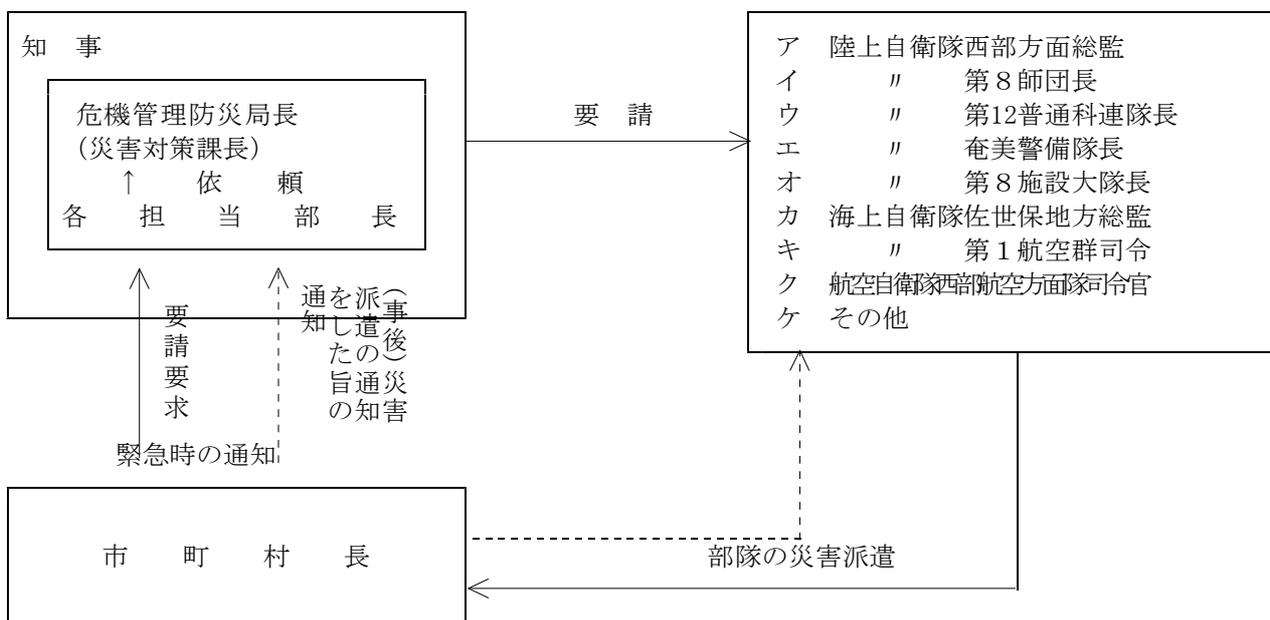 知　事
危機管理防災局長
(災害対策課長)
↑　依　頼
各　担　当　部　長
要　請
ア　陸上自衛隊西部方面総監
イ　〃　第８師団長
ウ　〃　第12普通科連隊長
エ　〃　奄美警備隊長
オ　〃　第８施設大隊長
カ　海上自衛隊佐世保地方総監
キ　〃　第１航空群司令
ク　航空自衛隊西部航空方面隊司令官
ケ　その他
要請要求
(事後)災害
派遣の通知
をした旨の
通知
緊急時の通知
市　町　村　長
部隊の災害派遣